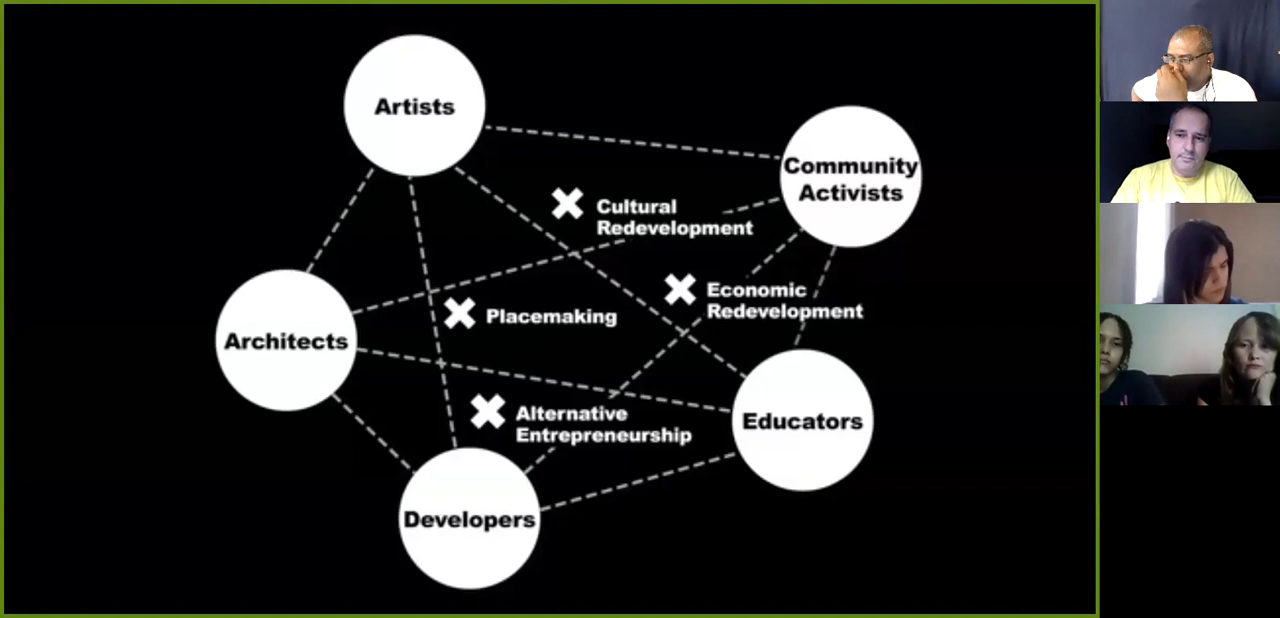 Artists
Community
Activists
Cultural
Redevelopment
Economic
Redevelopment
Placemaking
Architects
Alternative
Entrepreneurship
Educators
Developers